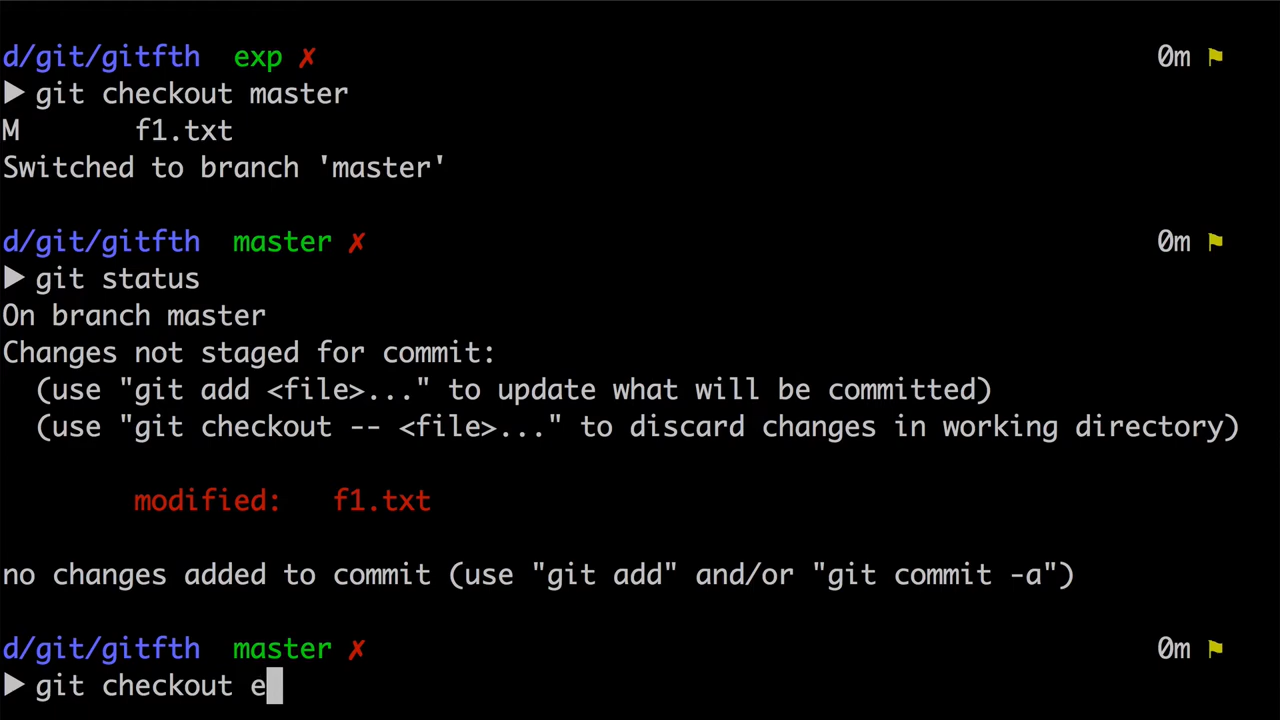 d/git/gitfth exp ✗ 0m ⚑
▶ git checkout master
M f1.txt
Switched to branch 'master'
d/git/gitfth master ✗ 0m ⚑
▶ git status
On branch master
Changes not staged for commit:
(use "git add <file>..." to update what will be committed)
(use "git checkout -- <file>..." to discard changes in working directory)
modified: f1.txt
no changes added to commit (use "git add" and/or "git commit -a")
d/git/gitfth master ✗ 0m ⚑
▶ git checkout e